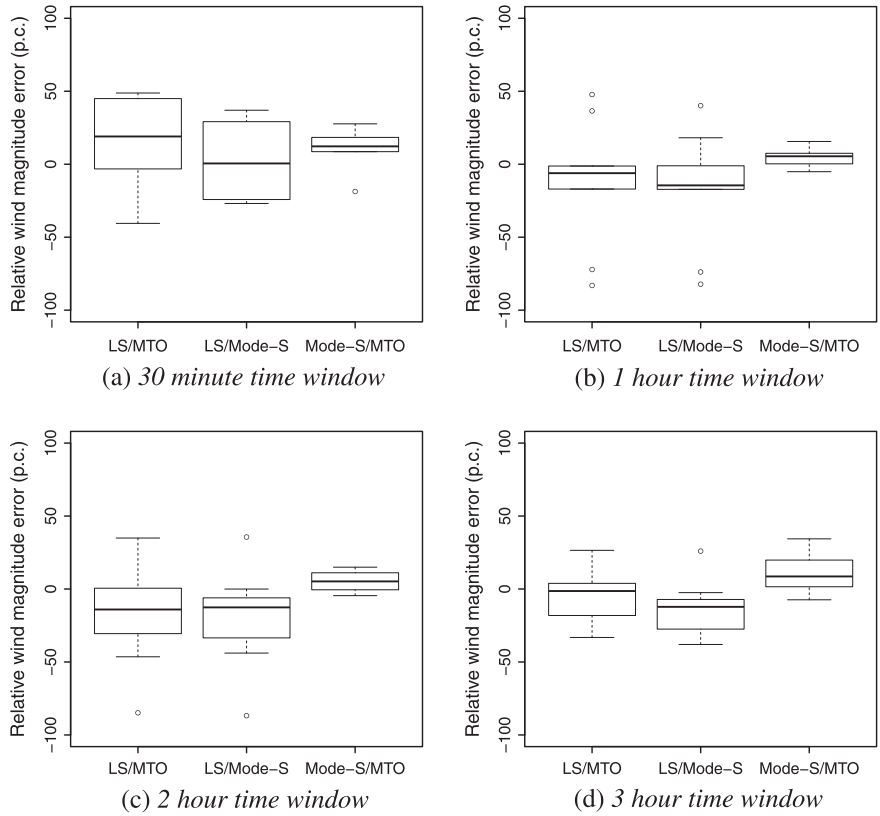 Relative wind magnitude error (p.c.)
100
50
0
−50
−100
LS/MTO LS/Mode−S Mode−S/MTO
(a) 30 minute time window
Relative wind magnitude error (p.c.)
100
50
0
−50
−100
LS/MTO LS/Mode−S Mode−S/MTO
(b) 1 hour time window
Relative wind magnitude error (p.c.)
100
50
0
−50
−100
LS/MTO LS/Mode−S Mode−S/MTO
(c) 2 hour time window
Relative wind magnitude error (p.c.)
100
50
0
−50
−100
LS/MTO LS/Mode−S Mode−S/MTO
(d) 3 hour time window